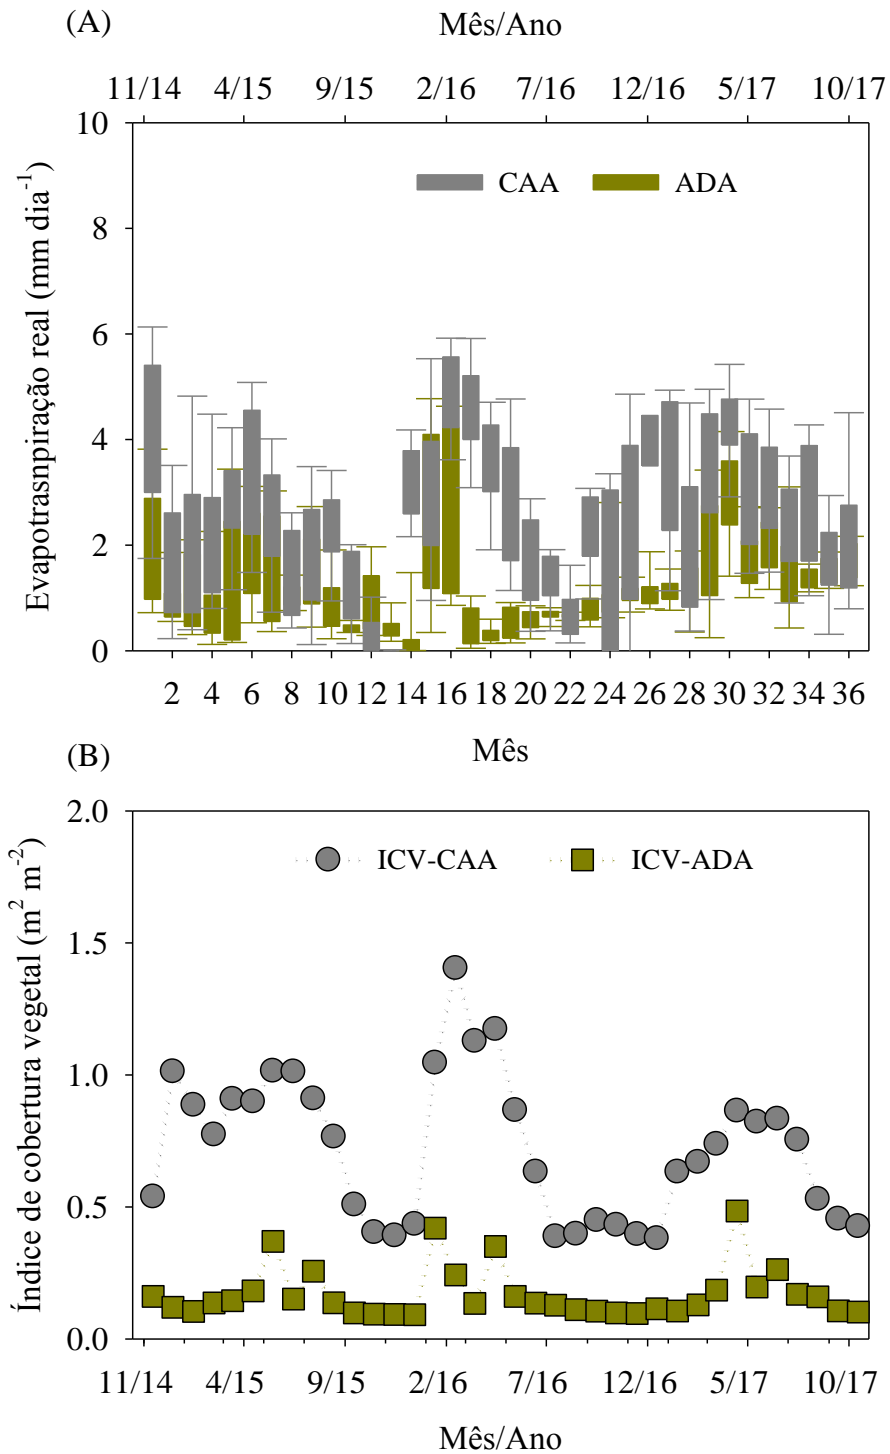 (A)
Mês/Ano
11/14 4/15 9/15 2/16 7/16 12/16 5/17 10/17
10
CAA ADA
8
6
4
2
0
Evapotrasnpiração real (mm dia-1)
2 4 6 8 10 12 14 16 18 20 22 24 26 28 30 32 34 36
Mês
(B)
2.0
ICV-CAA ICV-ADA
1.5
1.0
0.5
0.0
Índice de cobertura vegetal (m2 m-2)
11/14 4/15 9/15 2/16 7/16 12/16 5/17 10/17
Mês/Ano